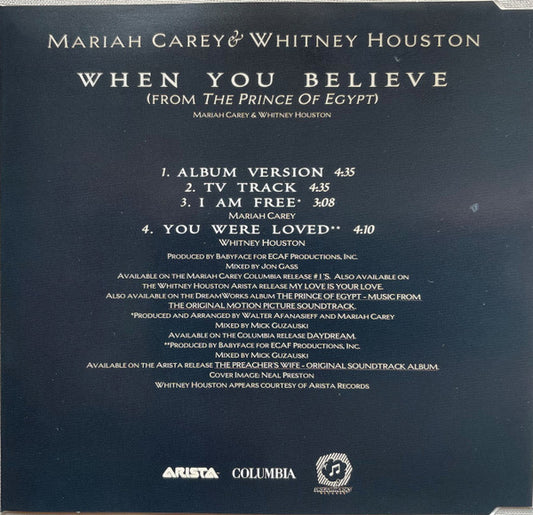 MARIAH CAREY & WHITNEY HOUSTON
WHEN YOU BELIEVE
(FROM THE PRINCE OF EGYPT)
MARIAH CAREY & WHITNEY HOUSTON
1. ALBUM VERSION 4:35
2. TV TRACK 4:35
3. I AM FREE* 3:08
MARIAH CAREY
4. YOU WERE LOVED** 4:10
WHITNEY HOUSTON
PRODUCED BY BABYFACE FOR ECAF PRODUCTIONS, INC.
MIXED BY JON GASS
AVAILABLE ON THE MARIAH CAREY COLUMBIA RELEASE #1'S. ALSO AVAILABLE ON
THE WHITNEY HOUSTON ARISTA RELEASE MY LOVE IS YOUR LOVE.
ALSO AVAILABLE ON THE DREAMWORKS ALBUM THE PRINCE OF EGYPT - MUSIC FROM
THE ORIGINAL MOTION PICTURE SOUNDTRACK.
*PRODUCED AND ARRANGED BY WALTER AFANASIEFF AND MARIAH CAREY
MIXED BY MICK GUZAUSKI
AVAILABLE ON THE COLUMBIA RELEASE DAYDREAM.
**PRODUCED BY BABYFACE FOR ECAF PRODUCTIONS, INC.
MIXED BY MICK GUZAUSKI
AVAILABLE ON THE ARISTA RELEASE THE PREACHER'S WIFE - ORIGINAL SOUNDTRACK ALBUM.
COVER IMAGE: NEAL PRESTON
WHITNEY HOUSTON APPEARS COURTESY OF ARISTA RECORDS
ARISTA COLUMBIA